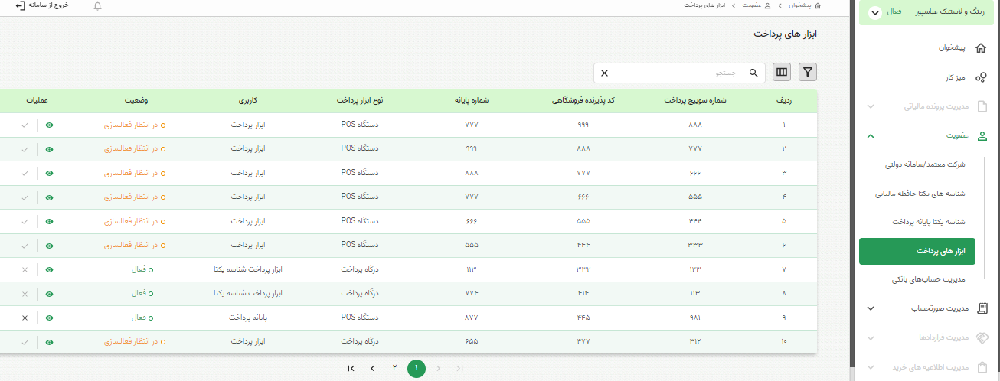 رینگ و لاستیک عباسپور فعال
پیشخوان
میز کار
مدیریت پرونده مالیاتی
عضویت
شرکت معتمد/سامانه دولتی
شناسه های یکتا حافظه مالیاتی
شناسه یکتا پایانه پرداخت
ابزار های پرداخت
مدیریت حساب‌های بانکی
مدیریت صورتحساب
مدیریت قراردادها
مدیریت اطلاعیه های خرید
پیشخوان عضویت ابزار های پرداخت خروج از سامانه
ابزار های پرداخت
جستجو
ردیف شماره سوییچ پرداخت کد پذیرنده فروشگاهی شماره پایانه نوع ابزار پرداخت کاربری وضعیت عملیات
۱ ۸۸۸ ۹۹۹ ۷۷۷ دستگاه POS ابزار پرداخت در انتظار فعالسازی
۲ ۷۷۷ ۸۸۸ ۹۹۹ دستگاه POS ابزار پرداخت در انتظار فعالسازی
۳ ۶۶۶ ۷۷۷ ۸۸۸ دستگاه POS ابزار پرداخت در انتظار فعالسازی
۴ ۵۵۵ ۶۶۶ ۷۷۷ دستگاه POS ابزار پرداخت در انتظار فعالسازی
۵ ۴۴۴ ۵۵۵ ۶۶۶ دستگاه POS ابزار پرداخت در انتظار فعالسازی
۶ ۳۳۳ ۴۴۴ ۵۵۵ دستگاه POS ابزار پرداخت در انتظار فعالسازی
۷ ۱۲۳ ۳۳۲ ۱۱۳ درگاه پرداخت ابزار پرداخت شناسه یکتا فعال
۸ ۱۱۳ ۴۱۴ ۷۷۴ درگاه پرداخت ابزار پرداخت شناسه یکتا فعال
۹ ۹۸۱ ۴۴۵ ۸۷۷ دستگاه POS پایانه پرداخت فعال
۱۰ ۳۱۲ ۴۷۷ ۶۵۵ درگاه پرداخت ابزار پرداخت در انتظار فعالسازی
۱ ۲